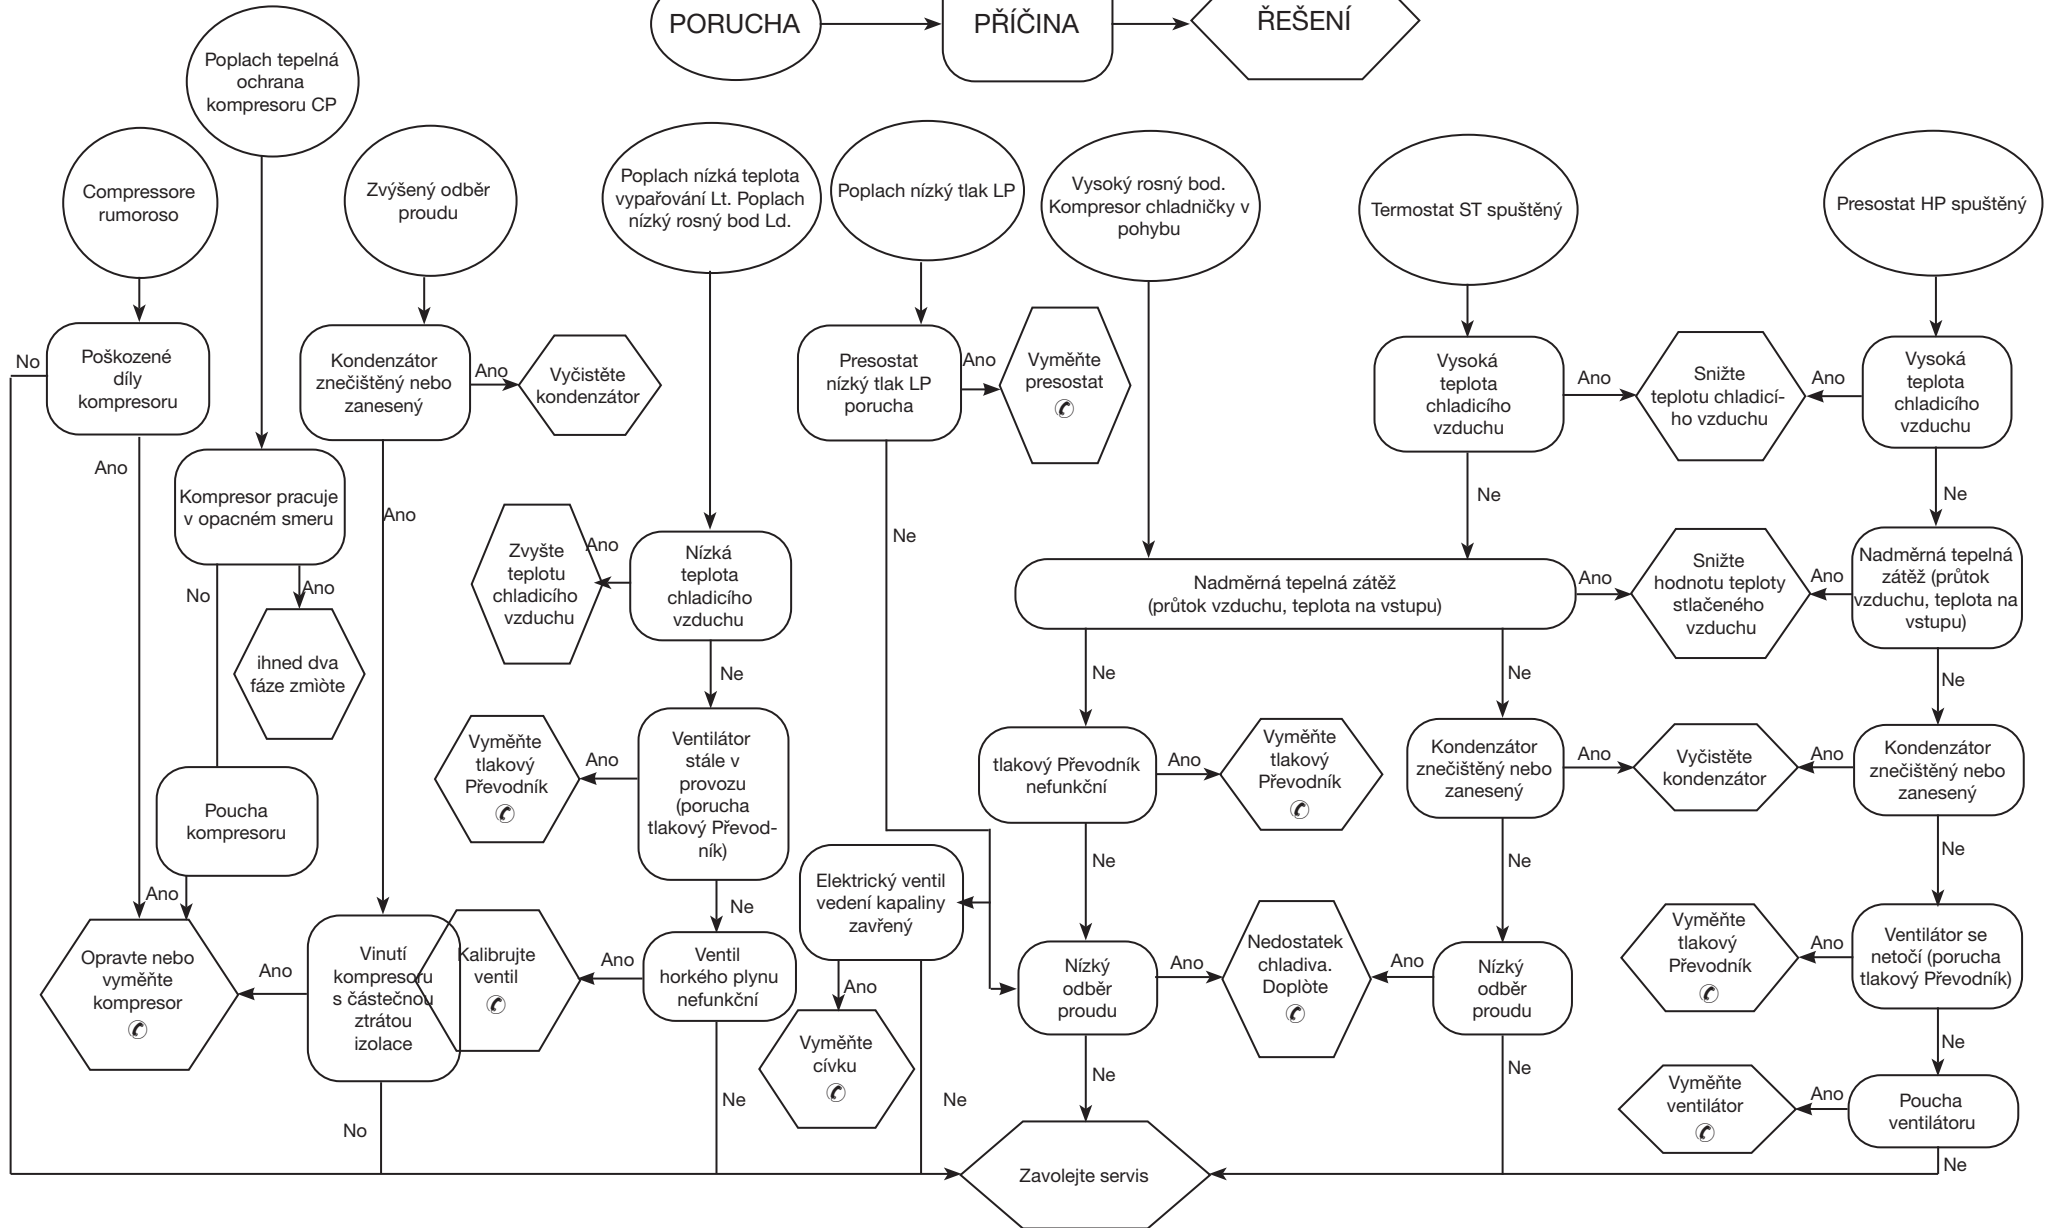 PORUCHA
PŘÍČINA
ŘEŠENÍ
Poplach tepelná
ochrana
kompresoru CP
Compressore
rumoroso
Zvýšený odběr
proudu
Poplach nízká teplota
vypařování Lt. Poplach
nízký rosný bod Ld.
Poplach nízký tlak LP
Vysoký rosný bod.
Kompresor chladničky v
pohybu
Termostat ST spuštěný
Presostat HP spuštěný
No
Poškozené
díly
kompresoru
Ano
Kondenzátor
znečištěný nebo
zanesený
Ano
Vyčistěte
kondenzátor
Ano
Presostat
nízký tlak LP
porucha
Ano
Vyměňte
presostat
Ne
Vysoká
teplota
chladicího
vzduchu
Ano
Snižte
teplotu chladicí-
ho vzduchu
Ano
Vysoká
teplota
chladicího
vzduchu
Ne
Ne
Kompresor pracuje
v opacném smeru
No
Ano
ihned dva
fáze zmìòte
Poucha
kompresoru
Ano
Opravte nebo
vyměňte
kompresor
Ano
Vinutí
kompresoru
s částečnou
ztrátou
izolace
No
Zvyšte
teplotu
chladicího
vzduchu
Ano
Nízká
teplota
chladicího
vzduchu
Ne
Vyměňte
tlakový
Převodník
Ano
Ventilátor
stále v
provozu
(porucha
tlakový Převod-
ník)
Ne
Kalibrujte
ventil
Ano
Ventil
horkého plynu
nefunkční
Ne
Nadměrná tepelná zátěž
(průtok vzduchu, teplota na vstupu)
Ano
Snižte
hodnotu teploty
stlačeného
vzduchu
Ano
Nadměrná tepelná
zátěž (průtok
vzduchu, teplota na
vstupu)
Ne
Ne
Ne
tlakový Převodník
nefunkční
Ano
Vyměňte
tlakový
Převodník
Kondenzátor
znečištěný nebo
zanesený
Ano
Vyčistěte
kondenzátor
Ano
Kondenzátor
znečištěný nebo
zanesený
Ne
Ne
Ne
Elektrický ventil
vedení kapaliny
zavřený
Ano
Vyměňte
cívku
Ne
Nízký
odběr
proudu
Ano
Nedostatek
chladiva.
Doplòte
Ano
Nízký
odběr
proudu
Ne
Ne
Vyměňte
tlakový
Převodník
Ano
Ventilátor se
netočí (porucha
tlakový Převodník)
Ne
Vyměňte
ventilátor
Ano
Poucha
ventilátoru
Ne
Zavolejte servis